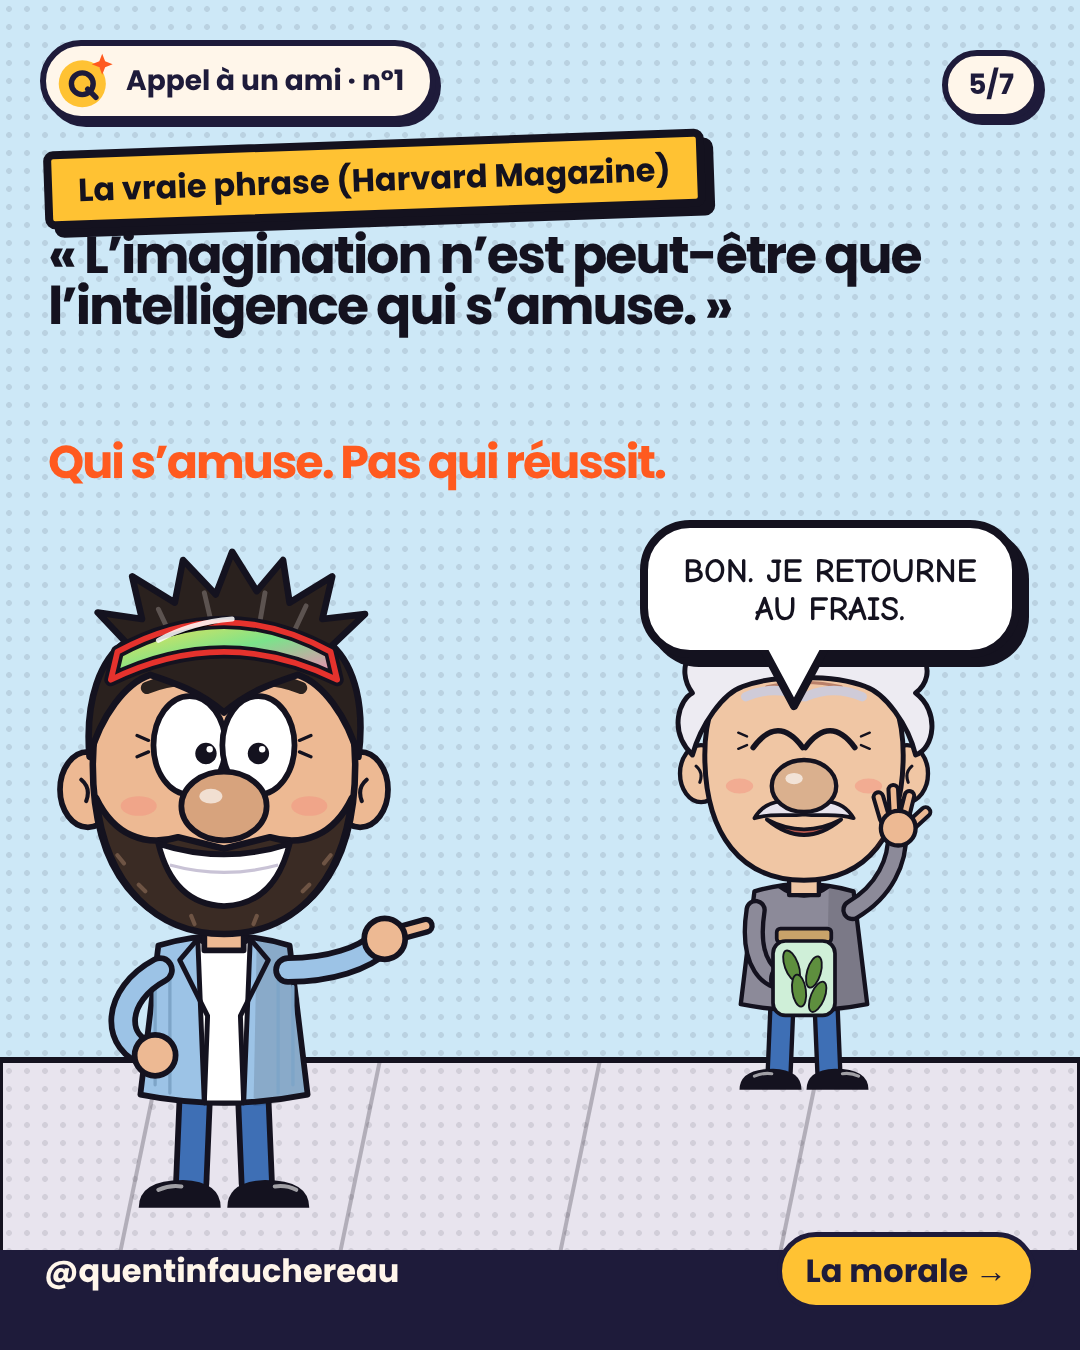 Q
Appel à un ami · nº1
5/7
La vraie phrase (Harvard Magazine)
« L’imagination n’est peut-être que
l’intelligence qui s’amuse. »
Qui s’amuse. Pas qui réussit.
BON. JE RETOURNE
AU FRAIS.
@quentinfauchereau
La morale →